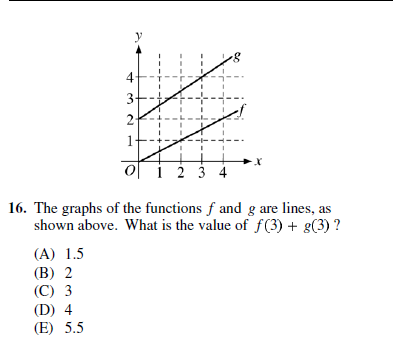 y
g
4
3
f
2
1
x
O 1 2 3 4
16. The graphs of the functions f and g are lines, as
shown above. What is the value of f(3) + g(3) ?
(A) 1.5
(B) 2
(C) 3
(D) 4
(E) 5.5